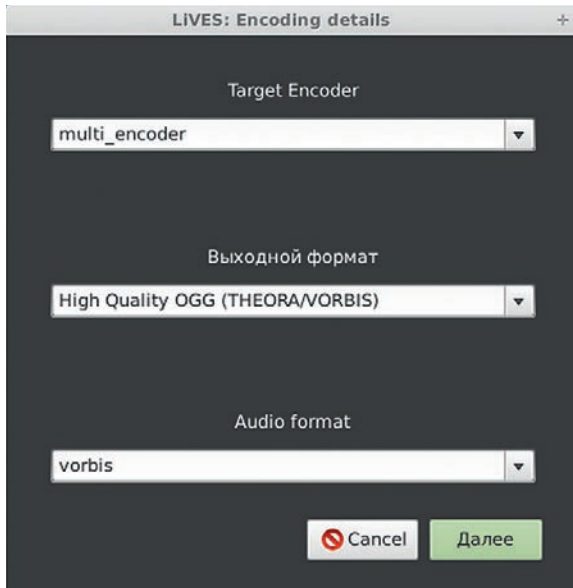 LiVES: Encoding details
Target Encoder
multi_encoder
Выходной формат
High Quality OGG (THEORA/VORBIS)
Audio format
vorbis
Cancel Далее